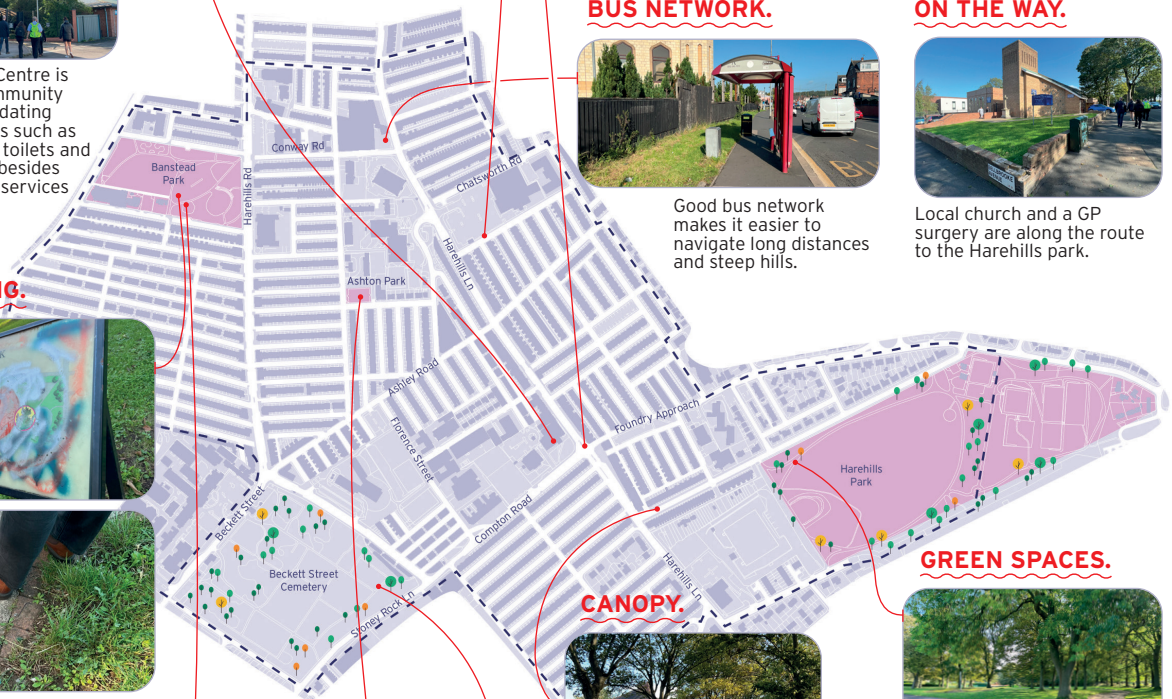 BUS NETWORK.
ON THE WAY.
Centre is
mmunity
dating
s such as
toilets and
besides
services
Good bus network
makes it easier to
navigate long distances
and steep hills.
Local church and a GP
surgery are along the route
to the Harehills park.
Banstead
Park
Harehills Rd
Conway Rd
Chatsworth Rd
Harehills Ln
Ashton Park
G.
K
Ashley Road
Florence Street
Foundry Approach
Compton Road
Harehills
Park
Beckett Street
Beckett Street
Cemetery
Stoney Rock Ln
Harehills Ln
CANOPY.
GREEN SPACES.